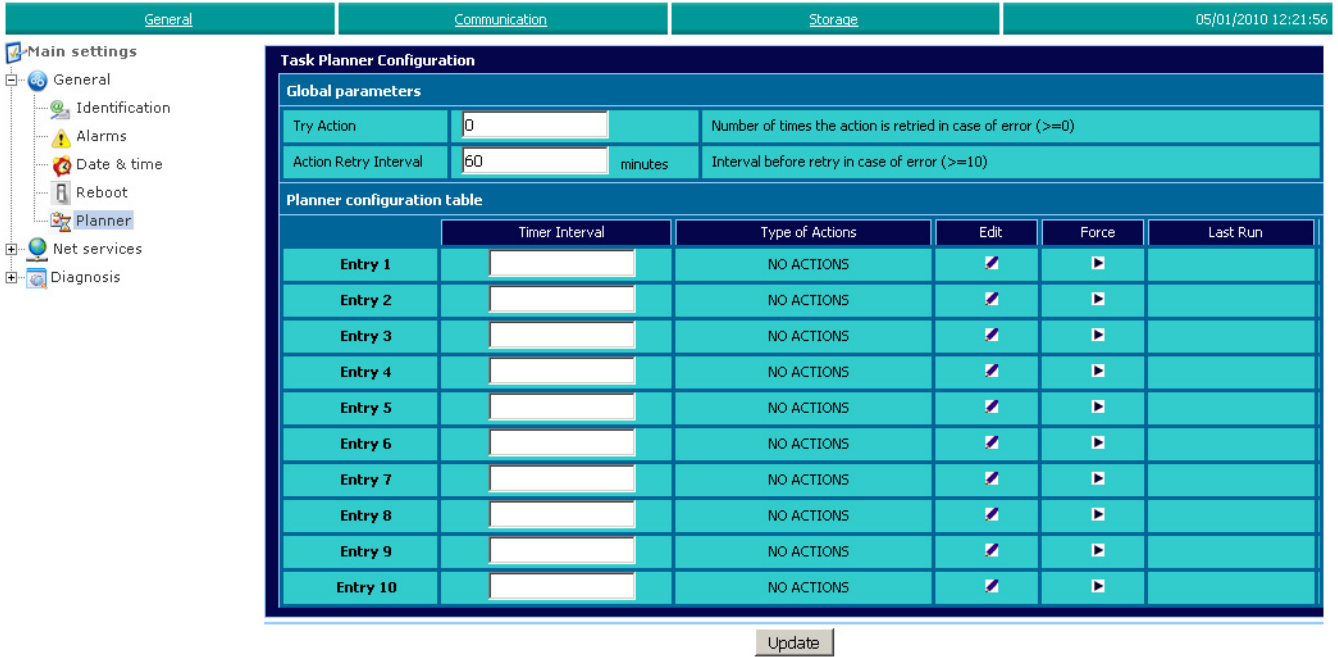 General Communication Storage 05/01/2010 12:21:56
Main settings
General
Identification
Alarms
Date & time
Reboot
Planner
Net services
Diagnosis
Task Planner Configuration
Global parameters
Try Action 0 Number of times the action is retried in case of error (>=0)
Action Retry Interval 60 minutes Interval before retry in case of error (>=10)
Planner configuration table
Timer Interval Type of Actions Edit Force Last Run
Entry 1 NO ACTIONS
Entry 2 NO ACTIONS
Entry 3 NO ACTIONS
Entry 4 NO ACTIONS
Entry 5 NO ACTIONS
Entry 6 NO ACTIONS
Entry 7 NO ACTIONS
Entry 8 NO ACTIONS
Entry 9 NO ACTIONS
Entry 10 NO ACTIONS
Update